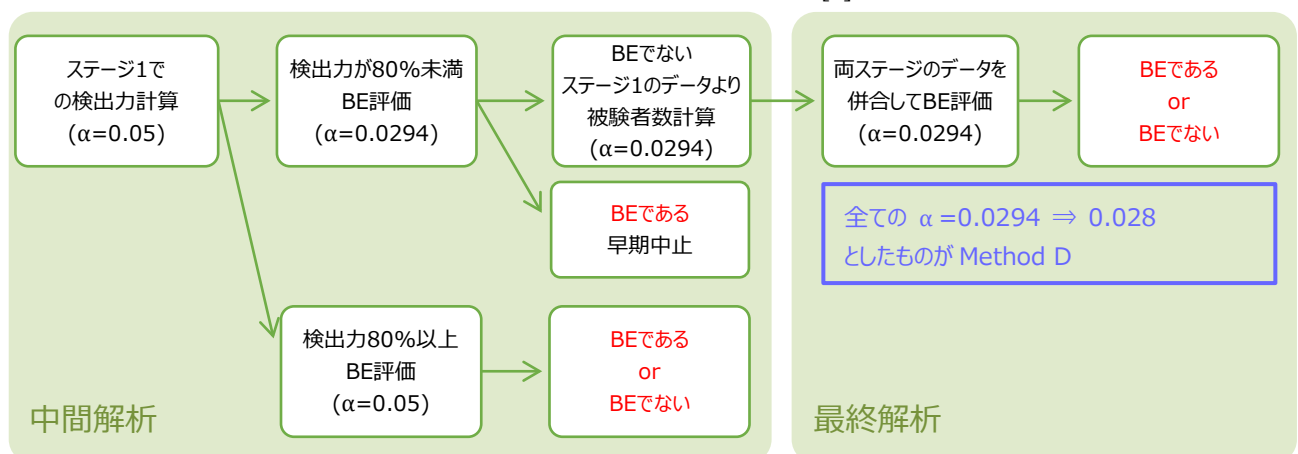 ステージ1で
の検出力計算
(α=0.05)
検出力が80%未満
BE評価
(α=0.0294)
BEでない
ステージ1のデータより
被験者数計算
(α=0.0294)
BEである
早期中止
検出力80%以上
BE評価
(α=0.05)
BEである
or
BEでない
中間解析
両ステージのデータを
併合してBE評価
(α=0.0294)
BEである
or
BEでない
全ての α=0.0294 ⇒ 0.028
としたものが Method D
最終解析